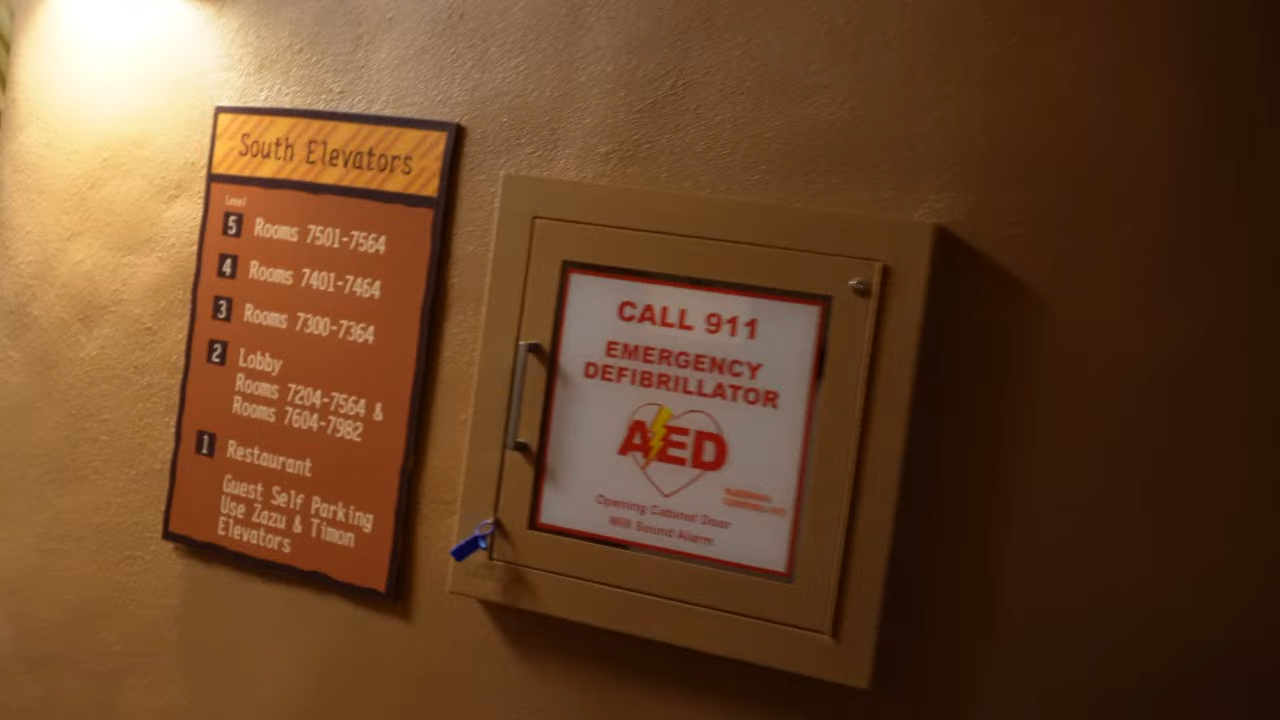 South Elevators
Level
5 Rooms 7501-7564
4 Rooms 7401-7464
3 Rooms 7300-7364
2 Lobby
Rooms 7204-7564 &
Rooms 7604-7982
1 Restaurant
Guest Self Parking
Use Zazu & Timon
Elevators
CALL 911
EMERGENCY
DEFIBRILLATOR
AED
Opening Cabinet Door
Will Sound Alarm